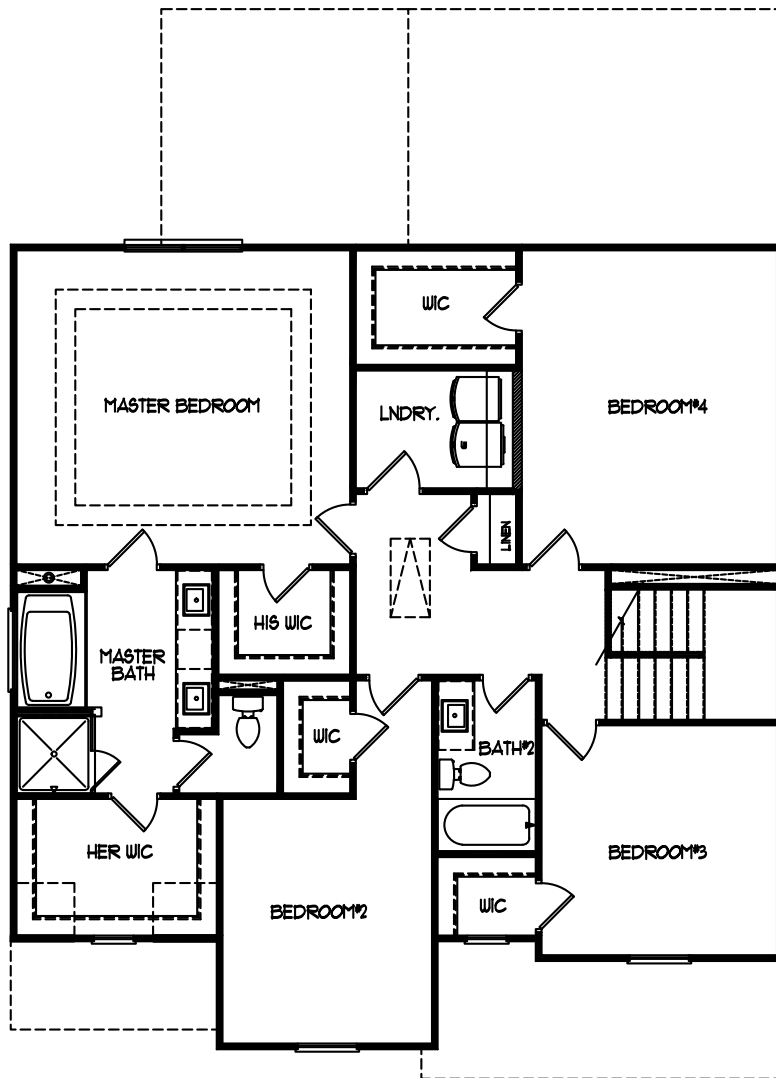 WIC
MASTER BEDROOM
LNDRY.
BEDROOM#4
LINEN
HIS WIC
MASTER
BATH
WIC
BATH#2
HER WIC
BEDROOM#3
BEDROOM#2
WIC